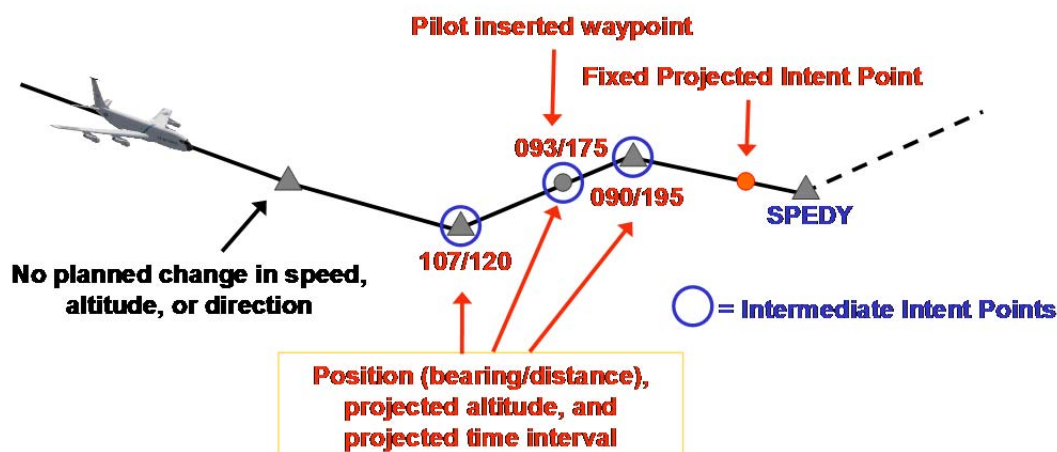 Pilot inserted waypoint
Fixed Projected Intent Point
093/175
090/195
SPEDY
107/120
No planned change in speed,
altitude, or direction
= Intermediate Intent Points
Position (bearing/distance),
projected altitude, and
projected time interval